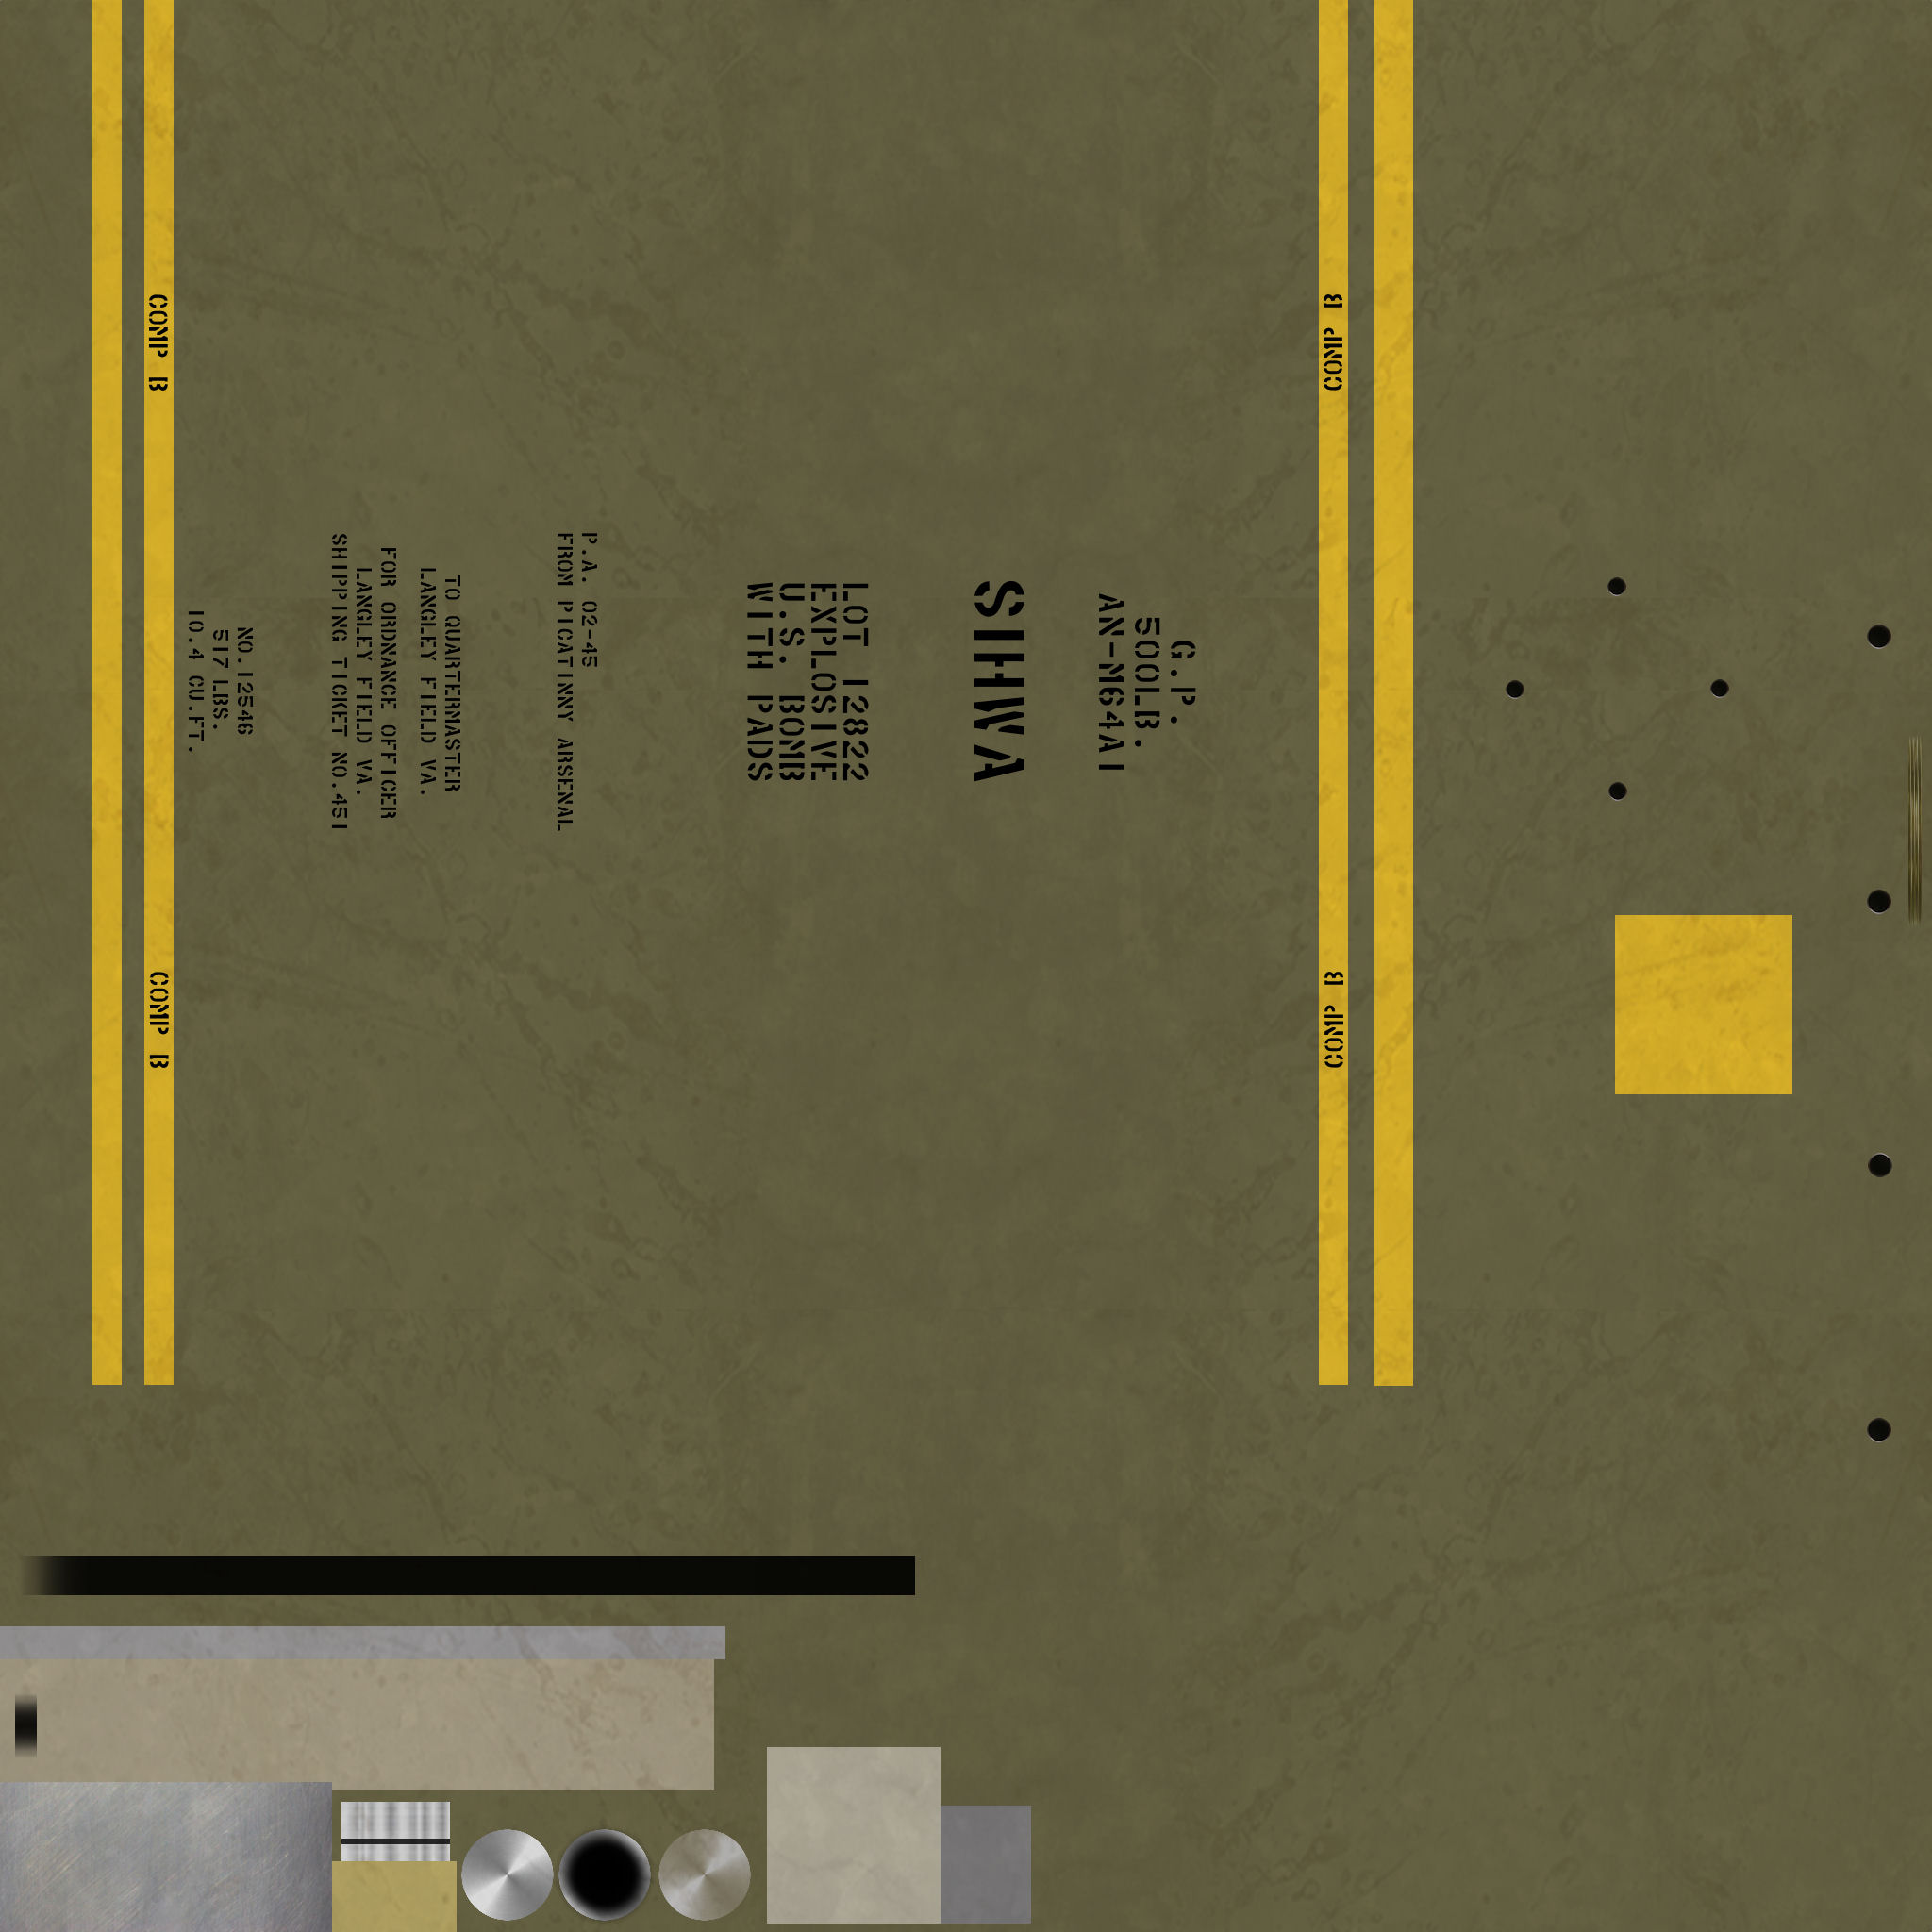 COMP B
COMP B
G.P.
500LB.
AN-M64A1
SIHWA
LOT 12822
EXPLOSIVE
U.S. BOMB
WITH PADS
P.A. 02-45
FROM PICATINNY ARSENAL
TO QUARTERMASTER
LANGLEY FIELD VA.
FOR ORDNANCE OFFICER
LANGLEY FIELD VA.
SHIPPING TICKET NO.451
NO.12546
517 LBS.
10.4 CU.FT.
COMP B
COMP B